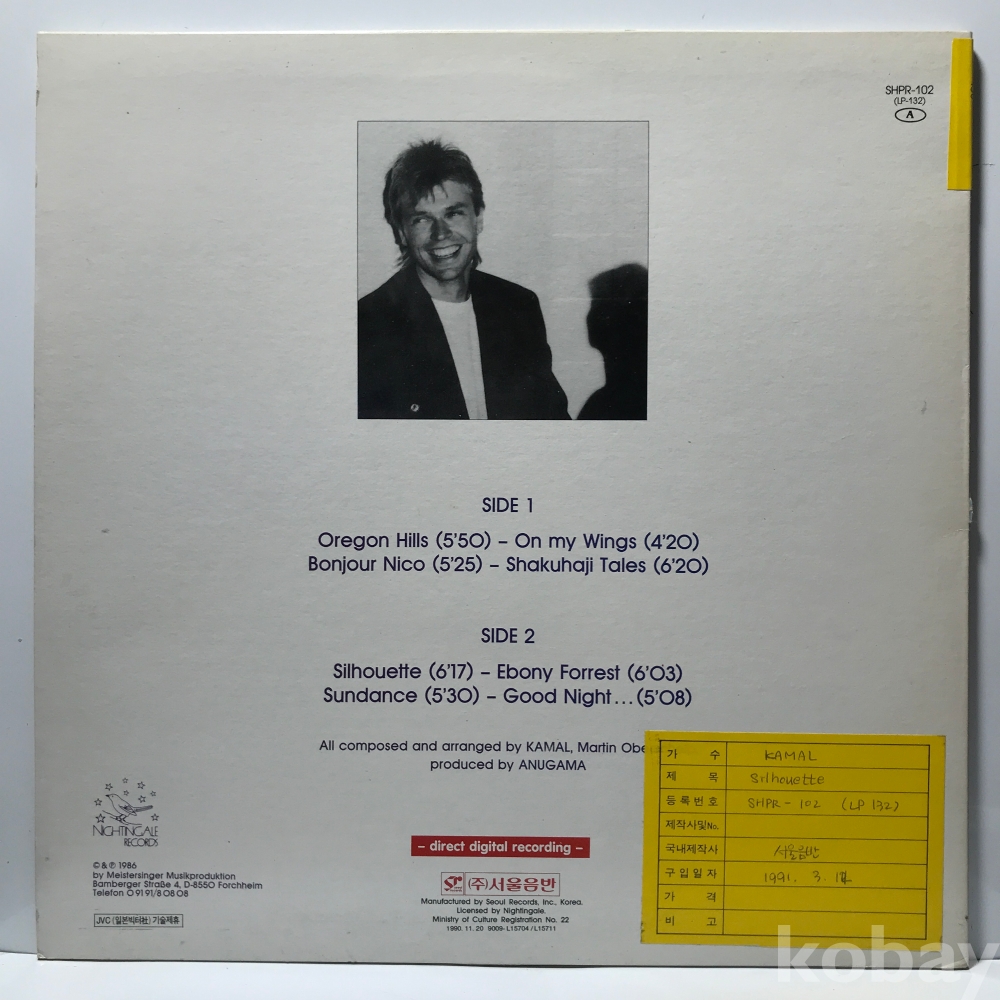 SHPR-102
(LP-132)
A
SIDE 1
Oregon Hills (5'50) – On my Wings (4'20)
Bonjour Nico (5'25) – Shakuhaji Tales (6'20)
SIDE 2
Silhouette (6'17) – Ebony Forrest (6'03)
Sundance (5'30) – Good Night... (5'08)
All composed and arranged by KAMAL, Martin
produced by ANUGAMA
NIGHTINGALE
RECORDS
© & ℗ 1986
by Meistersinger Musikproduktion
Bamberger Straße 4, D-8550 Forchheim
Telefon 0 91 91/8 08 08
JVC (일본빅터社) 기술제휴
– direct digital recording –
(주)서울음반
Manufactured by Seoul Records, Inc., Korea.
Licensed by Nightingale.
Ministry of Culture Registration No. 22
1990. 11. 20 9009-L15704/L15711
가 수 KAMAL
제 목 Silhouette
등록번호 SHPR - 102 (LP 132)
제작사및No.
국내제작사 서울음반
구입일자 1991. 3. 14
가 격
비 고
kobay